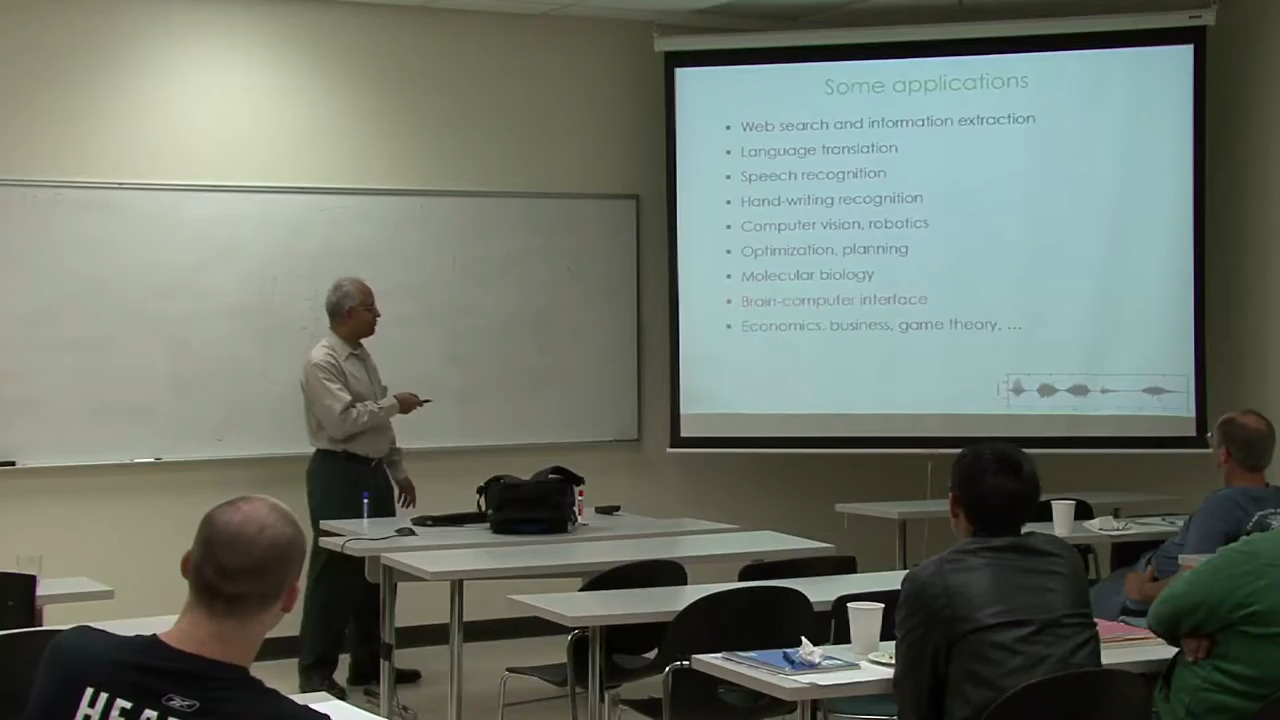 Some applications
▪ Web search and information extraction
▪ Language translation
▪ Speech recognition
▪ Hand-writing recognition
▪ Computer vision, robotics
▪ Optimization, planning
▪ Molecular biology
▪ Brain-computer interface
▪ Economics, business, game theory, ...